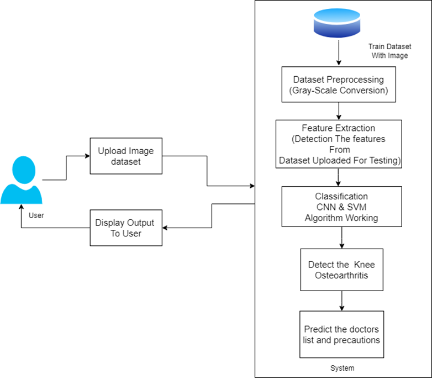 Train Dataset
With Image
Dataset Preprocessing
(Gray-Scale Conversion)
Feature Extraction
(Detection The features
From
Dataset Uploaded For Testing)
Upload Image
dataset
Classification
CNN & SVM
Algorithm Working
User
Display Output
To User
Detect the Knee
Osteoarthritis
Predict the doctors
list and precautions
System